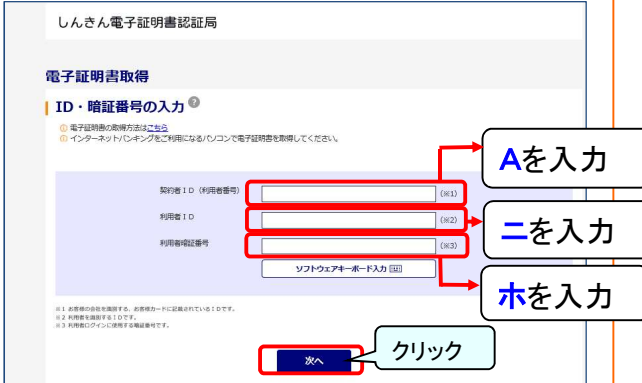 しんきん電子証明書認証局
電子証明書取得
ID・暗証番号の入力 ?
電子証明書の取得方法はこちら
インターネットバンキングをご利用になるパソコンで電子証明書を取得してください。
Aを入力
契約者ID（利用者番号） (※1)
利用者ID (※2)
ニを入力
利用者暗証番号 (※3)
ソフトウェアキーボード入力
ホを入力
※1 お客様の会社を識別する、お客様カードに記載されているIDです。
※2 利用者を識別するIDです。
※3 利用者ログインに使用する暗証番号です。
次へ
クリック